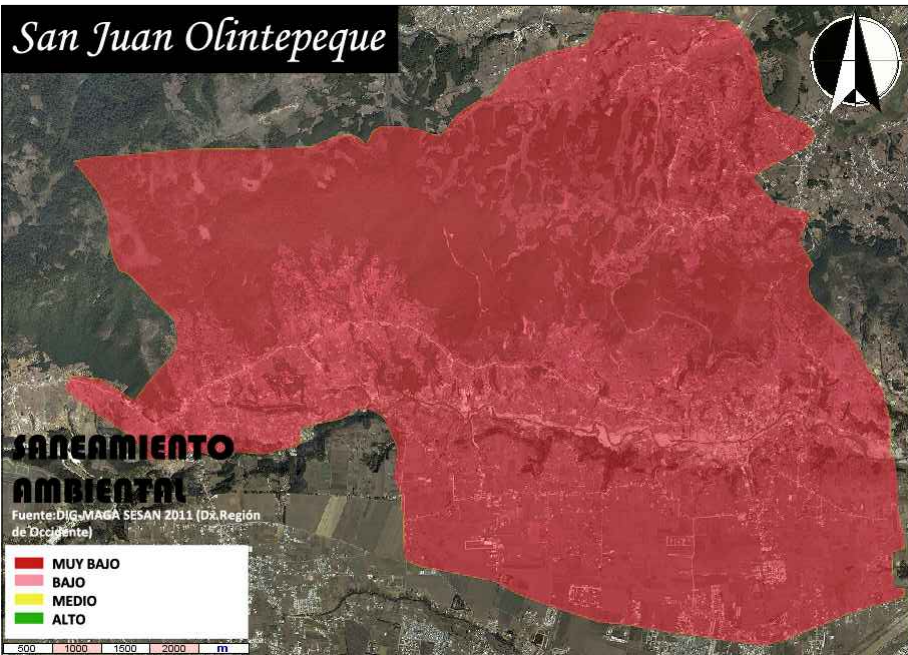 San Juan Olintepeque
SANEAMIENTO
AMBIENTAL
Fuente:DIG-MAGA SESAN 2011 (Dx.Región
de Occidente)
MUY BAJO
BAJO
MEDIO
ALTO
500 1000 1500 2000 m